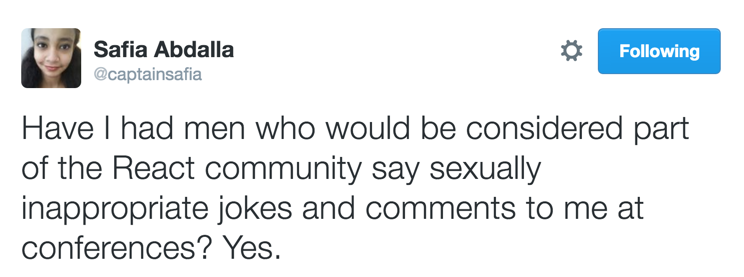 Safia Abdalla
@captainsafia
Following
Have I had men who would be considered part
of the React community say sexually
inappropriate jokes and comments to me at
conferences? Yes.